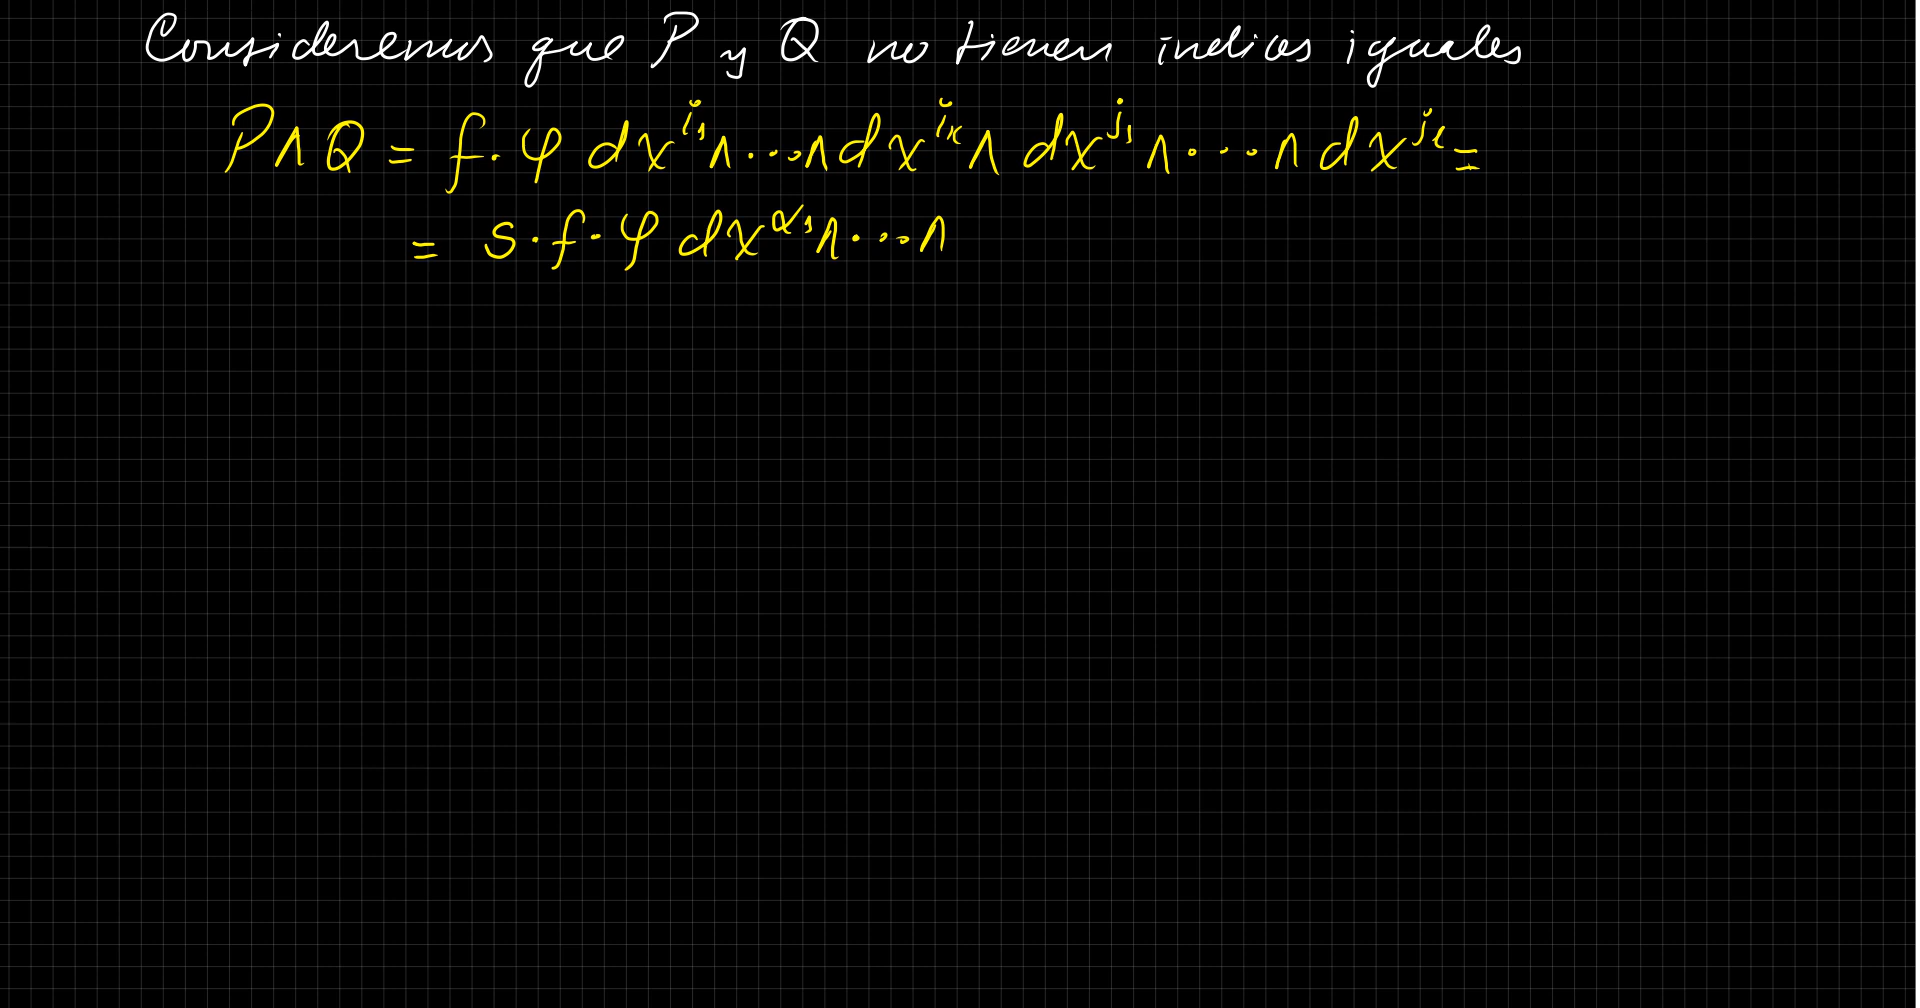 Consideremos que P y Q no tienen indices iguales
P∧Q = f·φ dx^{i_1}∧···∧dx^{i_k}∧dx^{j_1}∧···∧dx^{j_ℓ} =
= s·f·φ dx^{α_1}∧···∧